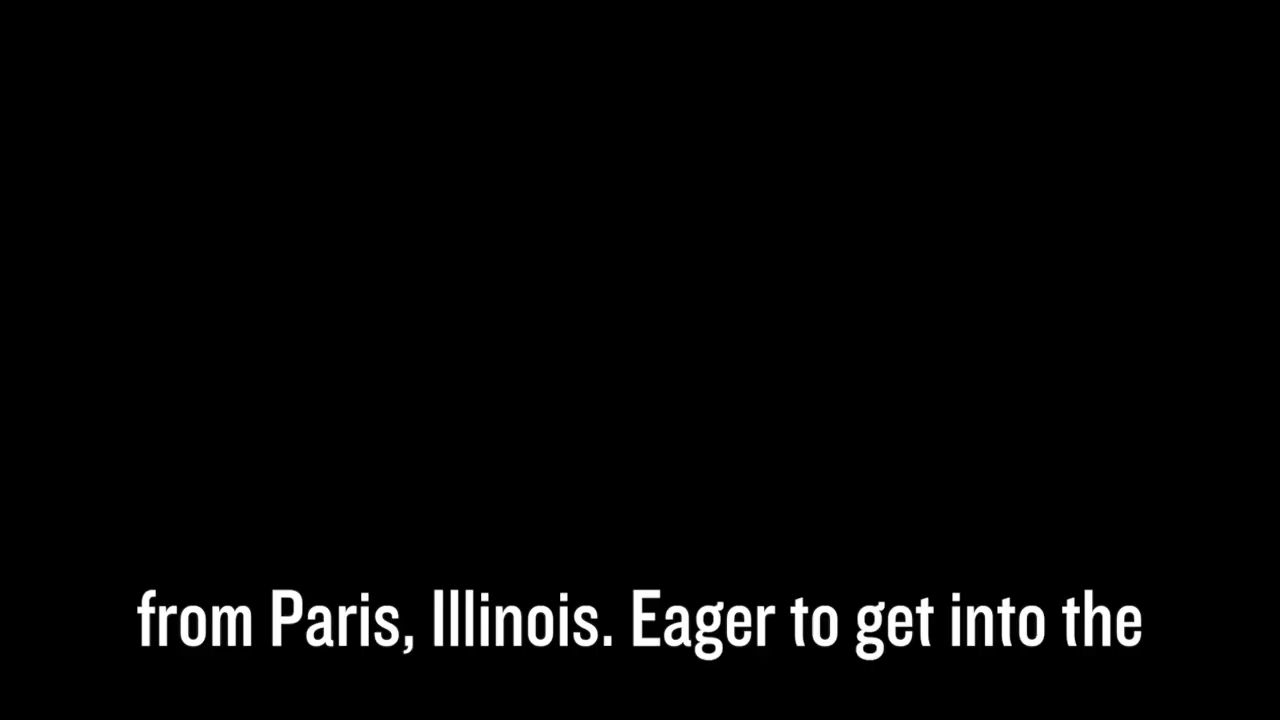 from Paris, Illinois. Eager to get into the